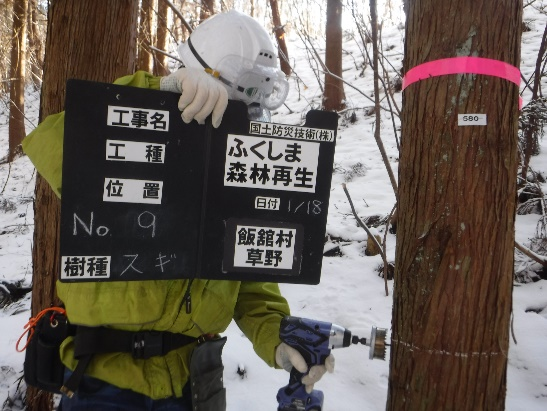 工事名
工種
位置
No. 9
樹種 スギ
国土防災技術(株)
ふくしま
森林再生
日付 1/18
飯舘村
草野
580